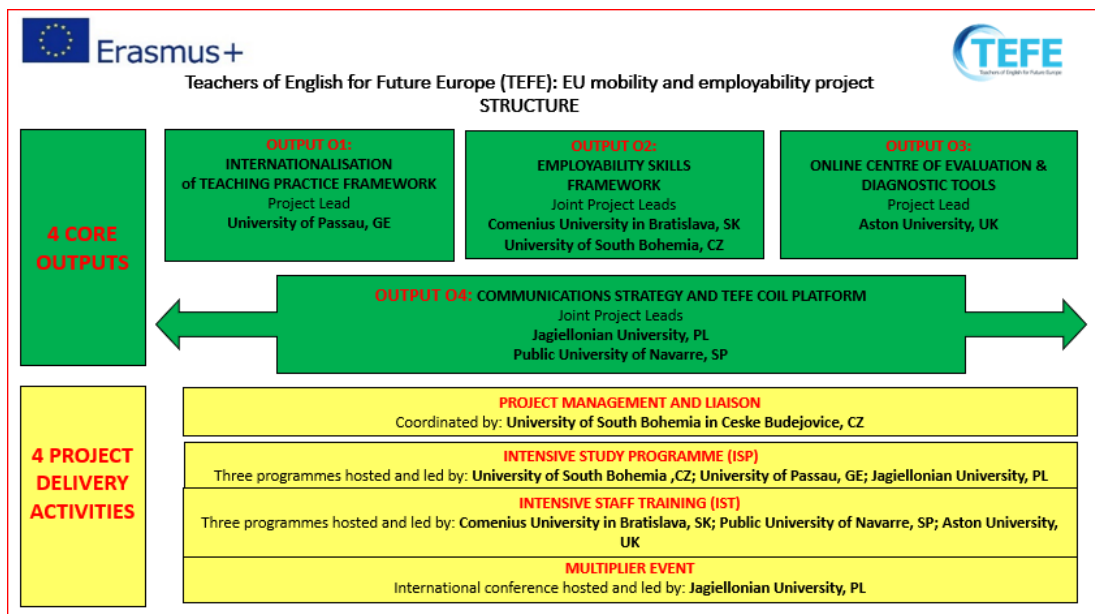 Erasmus+
TEFE
Teachers of English for Future Europe
Teachers of English for Future Europe (TEFE): EU mobility and employability project
STRUCTURE
4 CORE
OUTPUTS
OUTPUT O1:
INTERNATIONALISATION
of TEACHING PRACTICE FRAMEWORK
Project Lead
University of Passau, GE
OUTPUT O2:
EMPLOYABILITY SKILLS
FRAMEWORK
Joint Project Leads
Comenius University in Bratislava, SK
University of South Bohemia, CZ
OUTPUT O3:
ONLINE CENTRE OF EVALUATION &
DIAGNOSTIC TOOLS
Project Lead
Aston University, UK
OUTPUT O4: COMMUNICATIONS STRATEGY AND TEFE COIL PLATFORM
Joint Project Leads
Jagiellonian University, PL
Public University of Navarre, SP
4 PROJECT
DELIVERY
ACTIVITIES
PROJECT MANAGEMENT AND LIAISON
Coordinated by: University of South Bohemia in Ceske Budejovice, CZ
INTENSIVE STUDY PROGRAMME (ISP)
Three programmes hosted and led by: University of South Bohemia ,CZ; University of Passau, GE; Jagiellonian University, PL
INTENSIVE STAFF TRAINING (IST)
Three programmes hosted and led by: Comenius University in Bratislava, SK; Public University of Navarre, SP; Aston University,
UK
MULTIPLIER EVENT
International conference hosted and led by: Jagiellonian University, PL